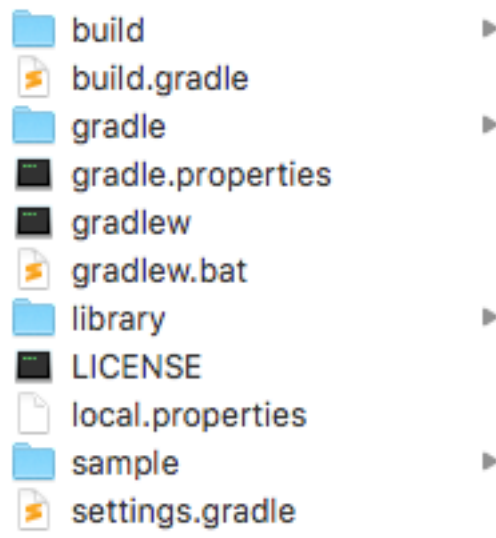 build
build.gradle
gradle
gradle.properties
gradlew
gradlew.bat
library
LICENSE
local.properties
sample
settings.gradle